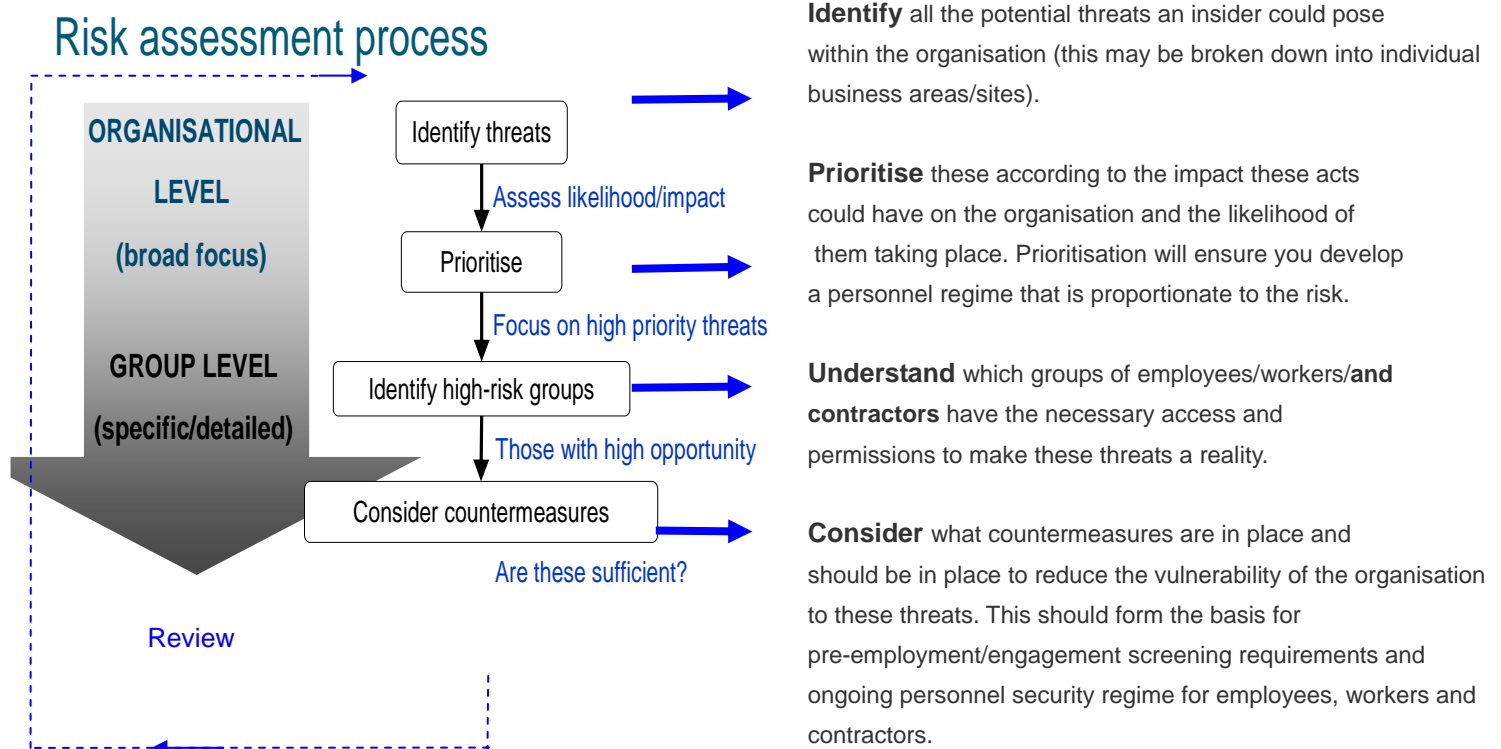 Risk assessment process
ORGANISATIONAL
LEVEL
(broad focus)
GROUP LEVEL
(specific/detailed)
Identify threats
Assess likelihood/impact
Prioritise
Focus on high priority threats
Identify high-risk groups
Those with high opportunity
Consider countermeasures
Are these sufficient?
Review
Identify all the potential threats an insider could pose
within the organisation (this may be broken down into individual
business areas/sites).
Prioritise these according to the impact these acts
could have on the organisation and the likelihood of
them taking place. Prioritisation will ensure you develop
a personnel regime that is proportionate to the risk.
Understand which groups of employees/workers/and
contractors have the necessary access and
permissions to make these threats a reality.
Consider what countermeasures are in place and
should be in place to reduce the vulnerability of the organisation
to these threats. This should form the basis for
pre-employment/engagement screening requirements and
ongoing personnel security regime for employees, workers and
contractors.